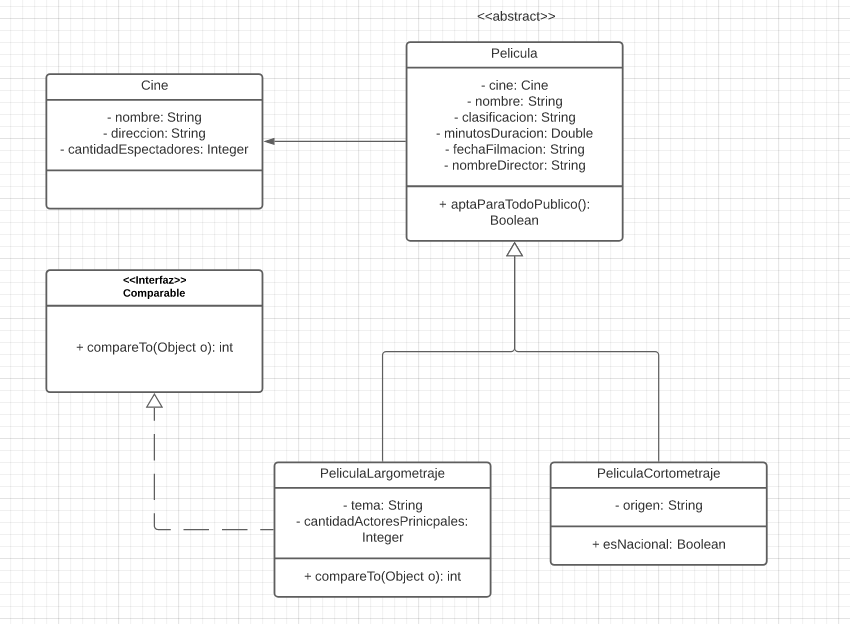 <<abstract>>
Pelicula
- cine: Cine
- nombre: String
- clasificacion: String
- minutosDuracion: Double
- fechaFilmacion: String
- nombreDirector: String
+ aptaParaTodoPublico():
Boolean
Cine
- nombre: String
- direccion: String
- cantidadEspectadores: Integer
<<Interfaz>>
Comparable
+ compareTo(Object o): int
PeliculaLargometraje
- tema: String
- cantidadActoresPrinicpales:
Integer
+ compareTo(Object o): int
PeliculaCortometraje
- origen: String
+ esNacional: Boolean